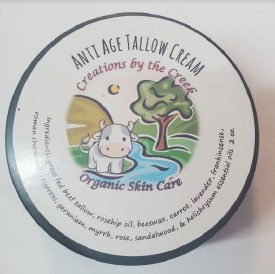 Anti Age Tallow Cream
Creations by the Creek
Organic Skin Care
Ingredients: grass fed beef tallow, rosehip oil, beeswax, carrot, lavender, frankincense,
roman cypress, geranium, myrrh, rose, sandalwood, & helichrysum essential oils 2 oz.